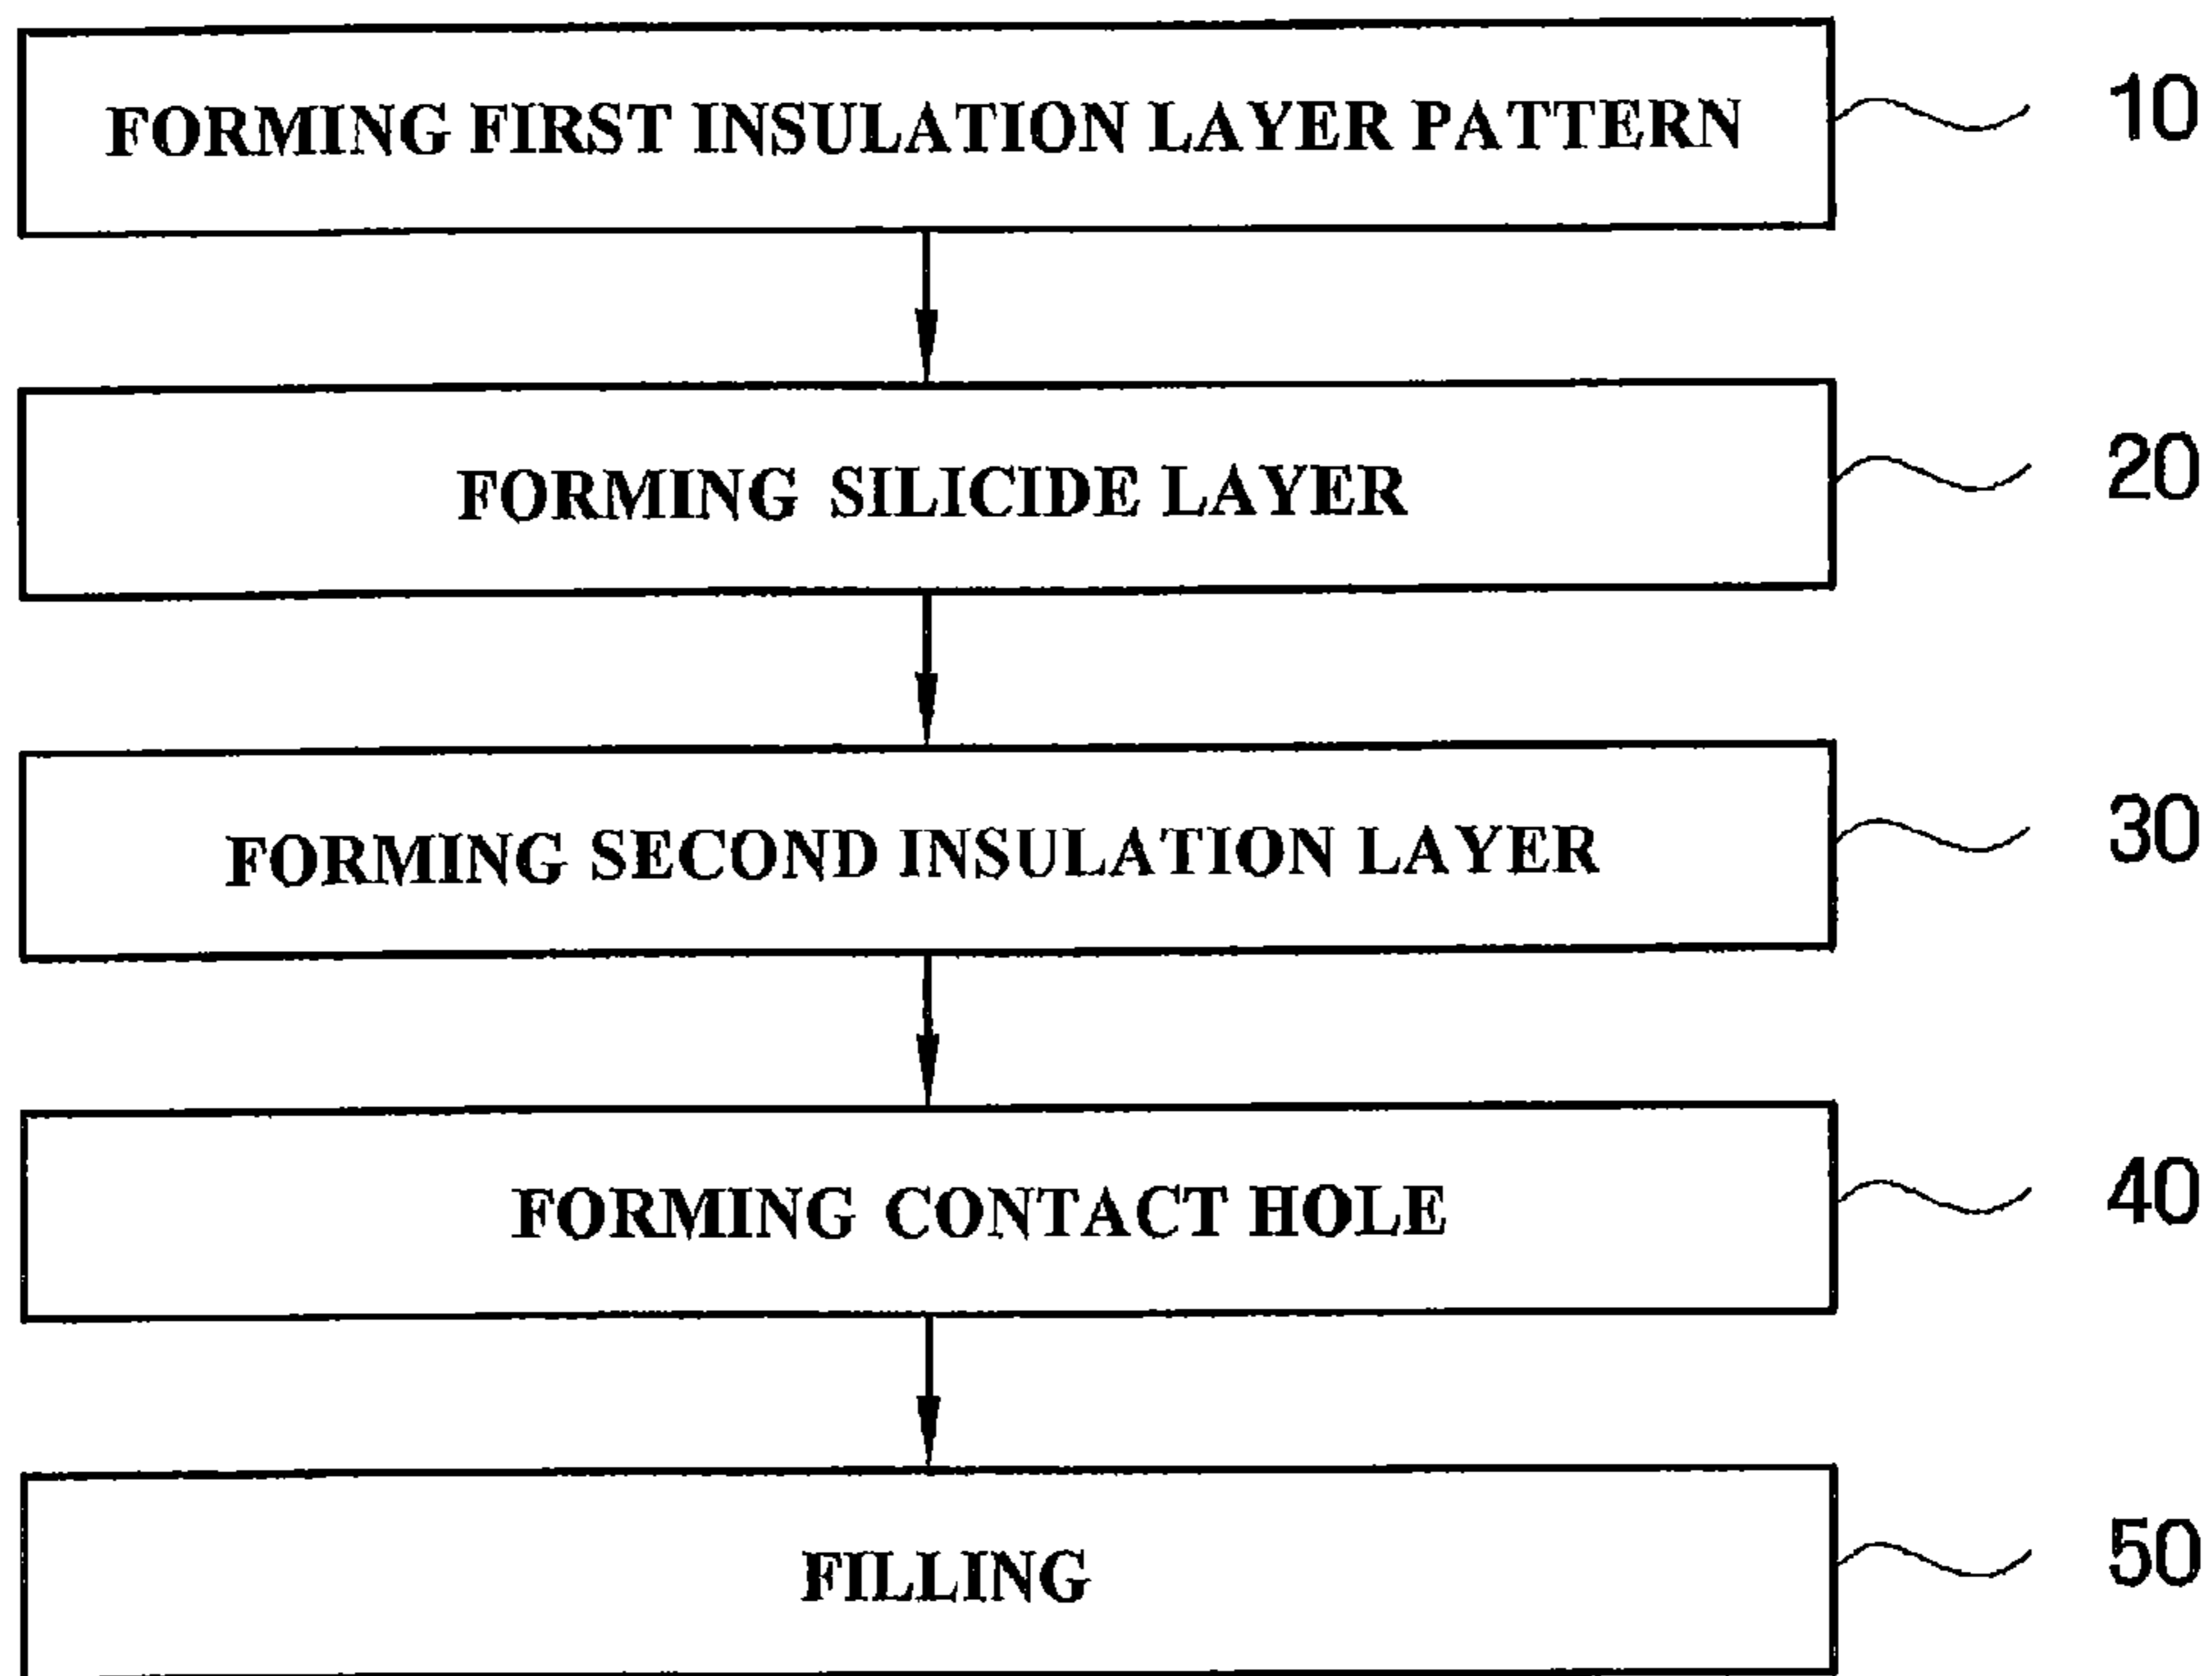 FORMING FIRST INSULATION LAYER PATTERN 10
FORMING SILICIDE LAYER 20
FORMING SECOND INSULATION LAYER 30
FORMING CONTACT HOLE 40
FILLING 50